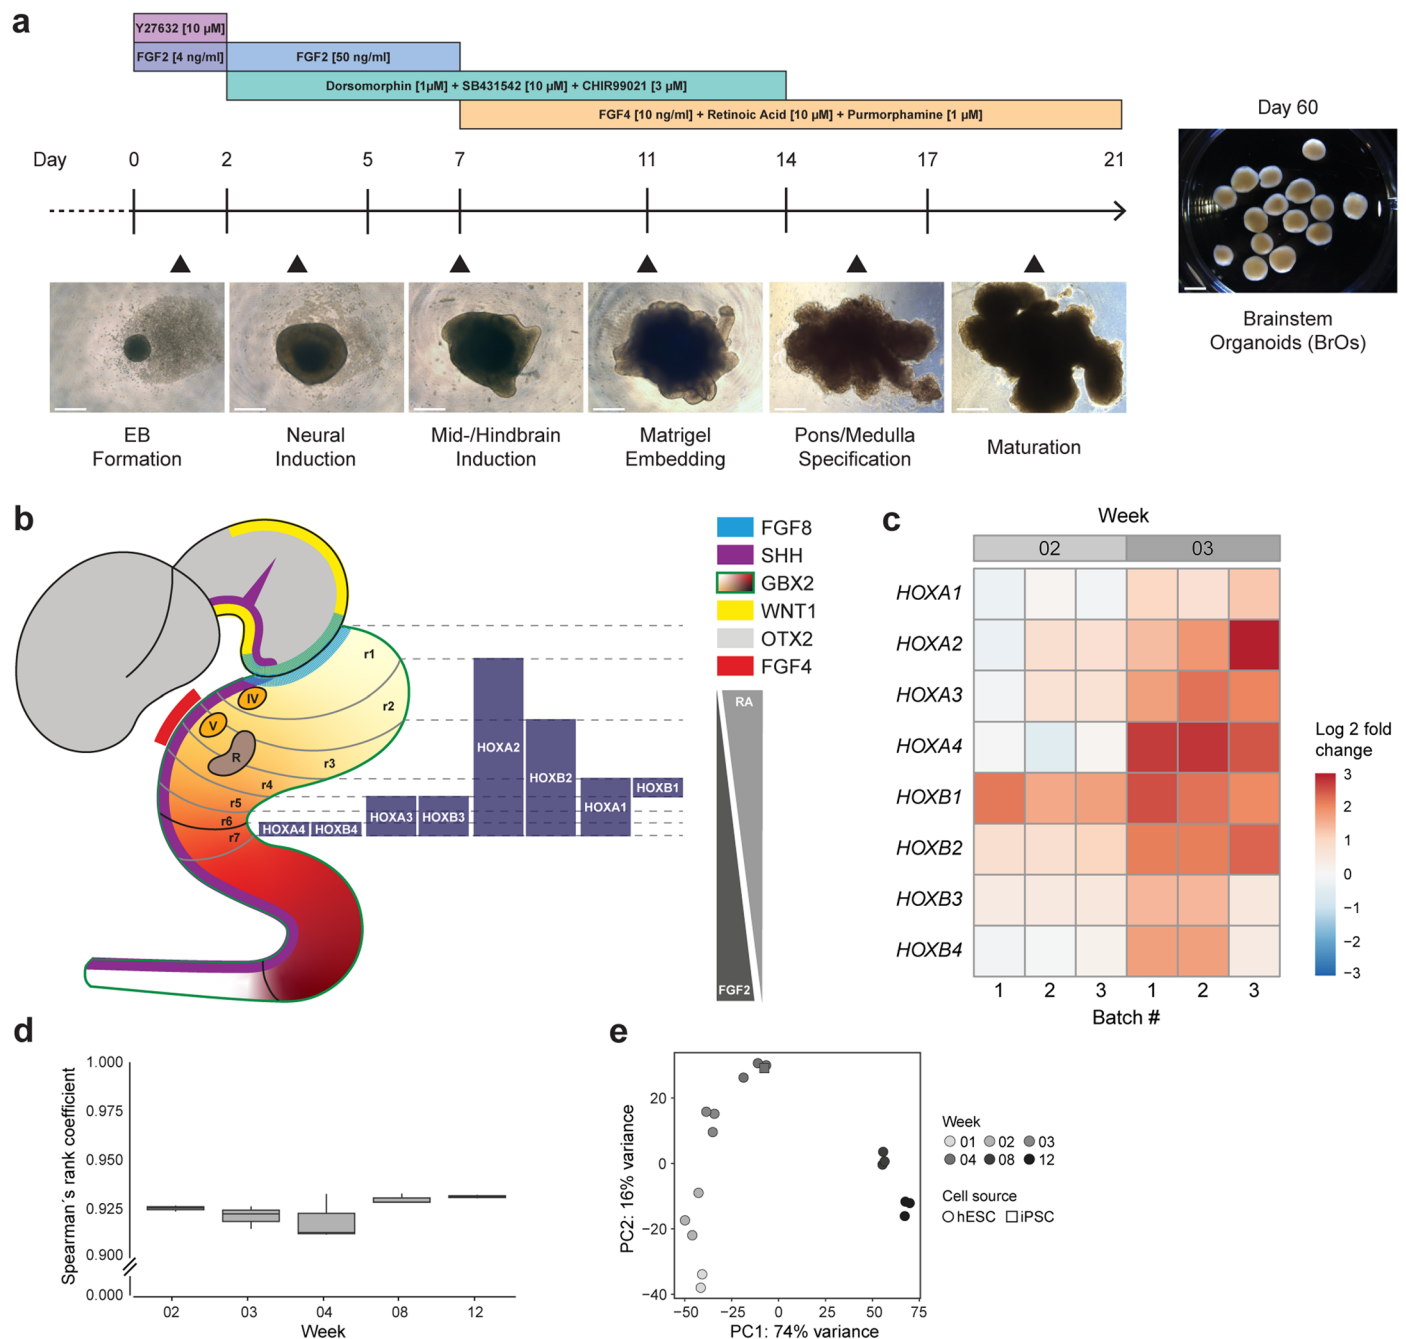 a
Y27632 [10 µM]
FGF2 [4 ng/ml]
FGF2 [50 ng/ml]
Dorsomorphin [1µM] + SB431542 [10 µM] + CHIR99021 [3 µM]
FGF4 [10 ng/ml] + Retinoic Acid [10 µM] + Purmorphamine [1 µM]
Day
0
2
5
7
11
14
17
21
EB
Formation
Neural
Induction
Mid-/Hindbrain
Induction
Matrigel
Embedding
Pons/Medulla
Specification
Maturation
Day 60
Brainstem
Organoids (BrOs)
b
r1
r2
r3
r4
r5
r6
r7
IV
V
R
HOXA4
HOXB4
HOXA3
HOXB3
HOXA2
HOXB2
HOXA1
HOXB1
FGF8
SHH
GBX2
WNT1
OTX2
FGF4
RA
FGF2
c
Week
02
03
HOXA1
HOXA2
HOXA3
HOXA4
HOXB1
HOXB2
HOXB3
HOXB4
1
2
3
1
2
3
Batch #
Log 2 fold
change
3
2
1
0
−1
−2
−3
d
Spearman´s rank coefficient
1.000
0.975
0.950
0.925
0.900
0.000
02
03
04
08
12
Week
e
PC2: 16% variance
20
0
−20
−40
−50
−25
0
25
50
75
PC1: 74% variance
Week
01
02
03
04
08
12
Cell source
hESC
iPSC